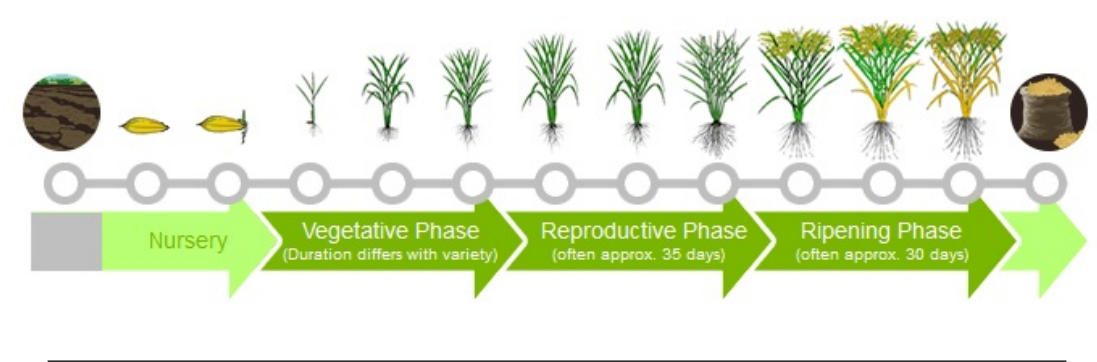 Nursery
Vegetative Phase
(Duration differs with variety)
Reproductive Phase
(often approx. 35 days)
Ripening Phase
(often approx. 30 days)